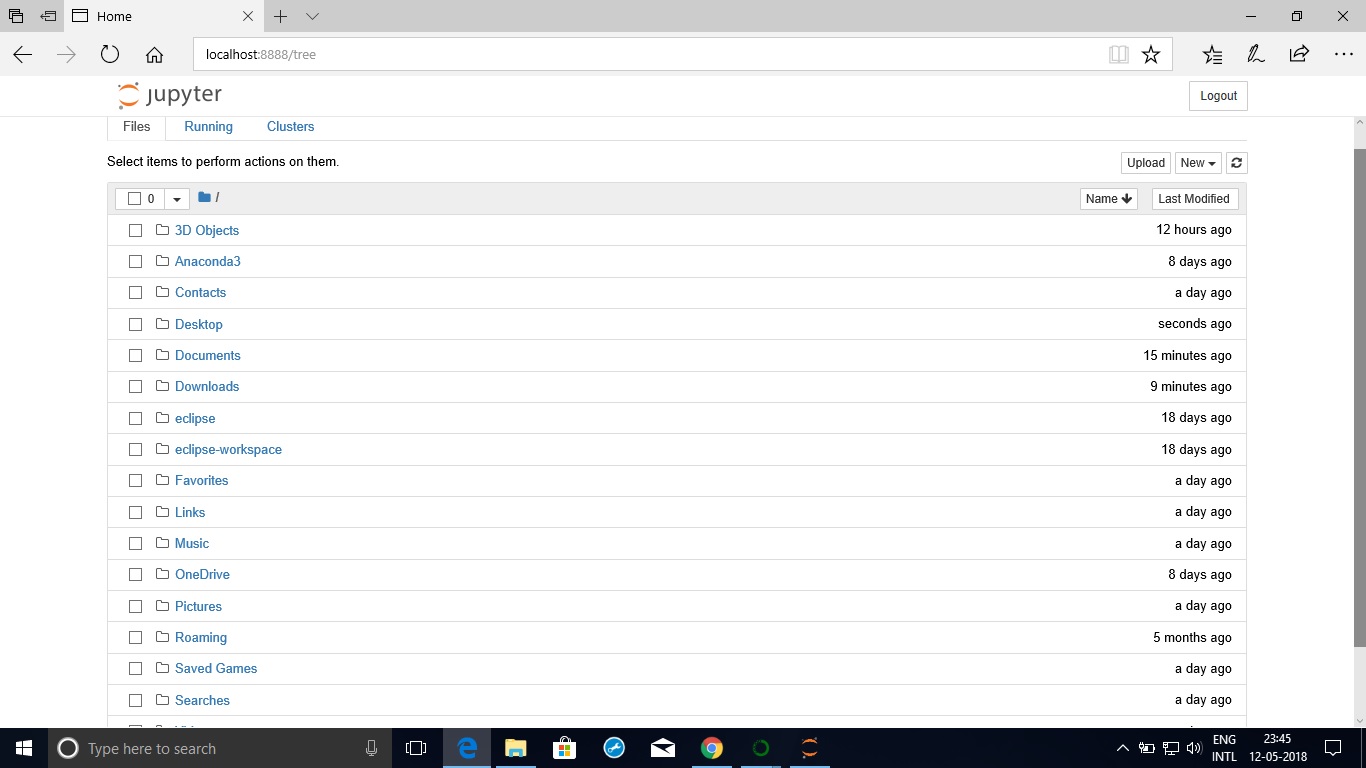 Home
localhost:8888/tree
jupyter
Logout
Files Running Clusters
Select items to perform actions on them.
Upload New
0 / Name Last Modified
3D Objects 12 hours ago
Anaconda3 8 days ago
Contacts a day ago
Desktop seconds ago
Documents 15 minutes ago
Downloads 9 minutes ago
eclipse 18 days ago
eclipse-workspace 18 days ago
Favorites a day ago
Links a day ago
Music a day ago
OneDrive 8 days ago
Pictures a day ago
Roaming 5 months ago
Saved Games a day ago
Searches a day ago
Type here to search
ENG 23:45
INTL 12-05-2018